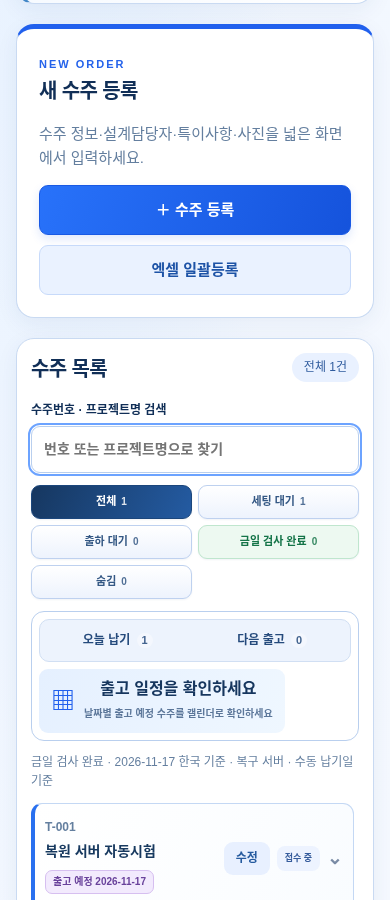 NEW ORDER
새 수주 등록
수주 정보·설계담당자·특이사항·사진을 넓은 화면
에서 입력하세요.
+ 수주 등록
엑셀 일괄등록
수주 목록
전체 1건
수주번호 · 프로젝트명 검색
번호 또는 프로젝트명으로 찾기
전체 1
세팅 대기 1
출하 대기 0
금일 검사 완료 0
숨김 0
오늘 납기 1
다음 출고 0
출고 일정을 확인하세요
날짜별 출고 예정 수주를 캘린더로 확인하세요
금일 검사 완료 · 2026-11-17 한국 기준 · 복구 서버 · 수동 납기일
기준
T-001
복원 서버 자동시험
수정
접수 중
출고 예정 2026-11-17